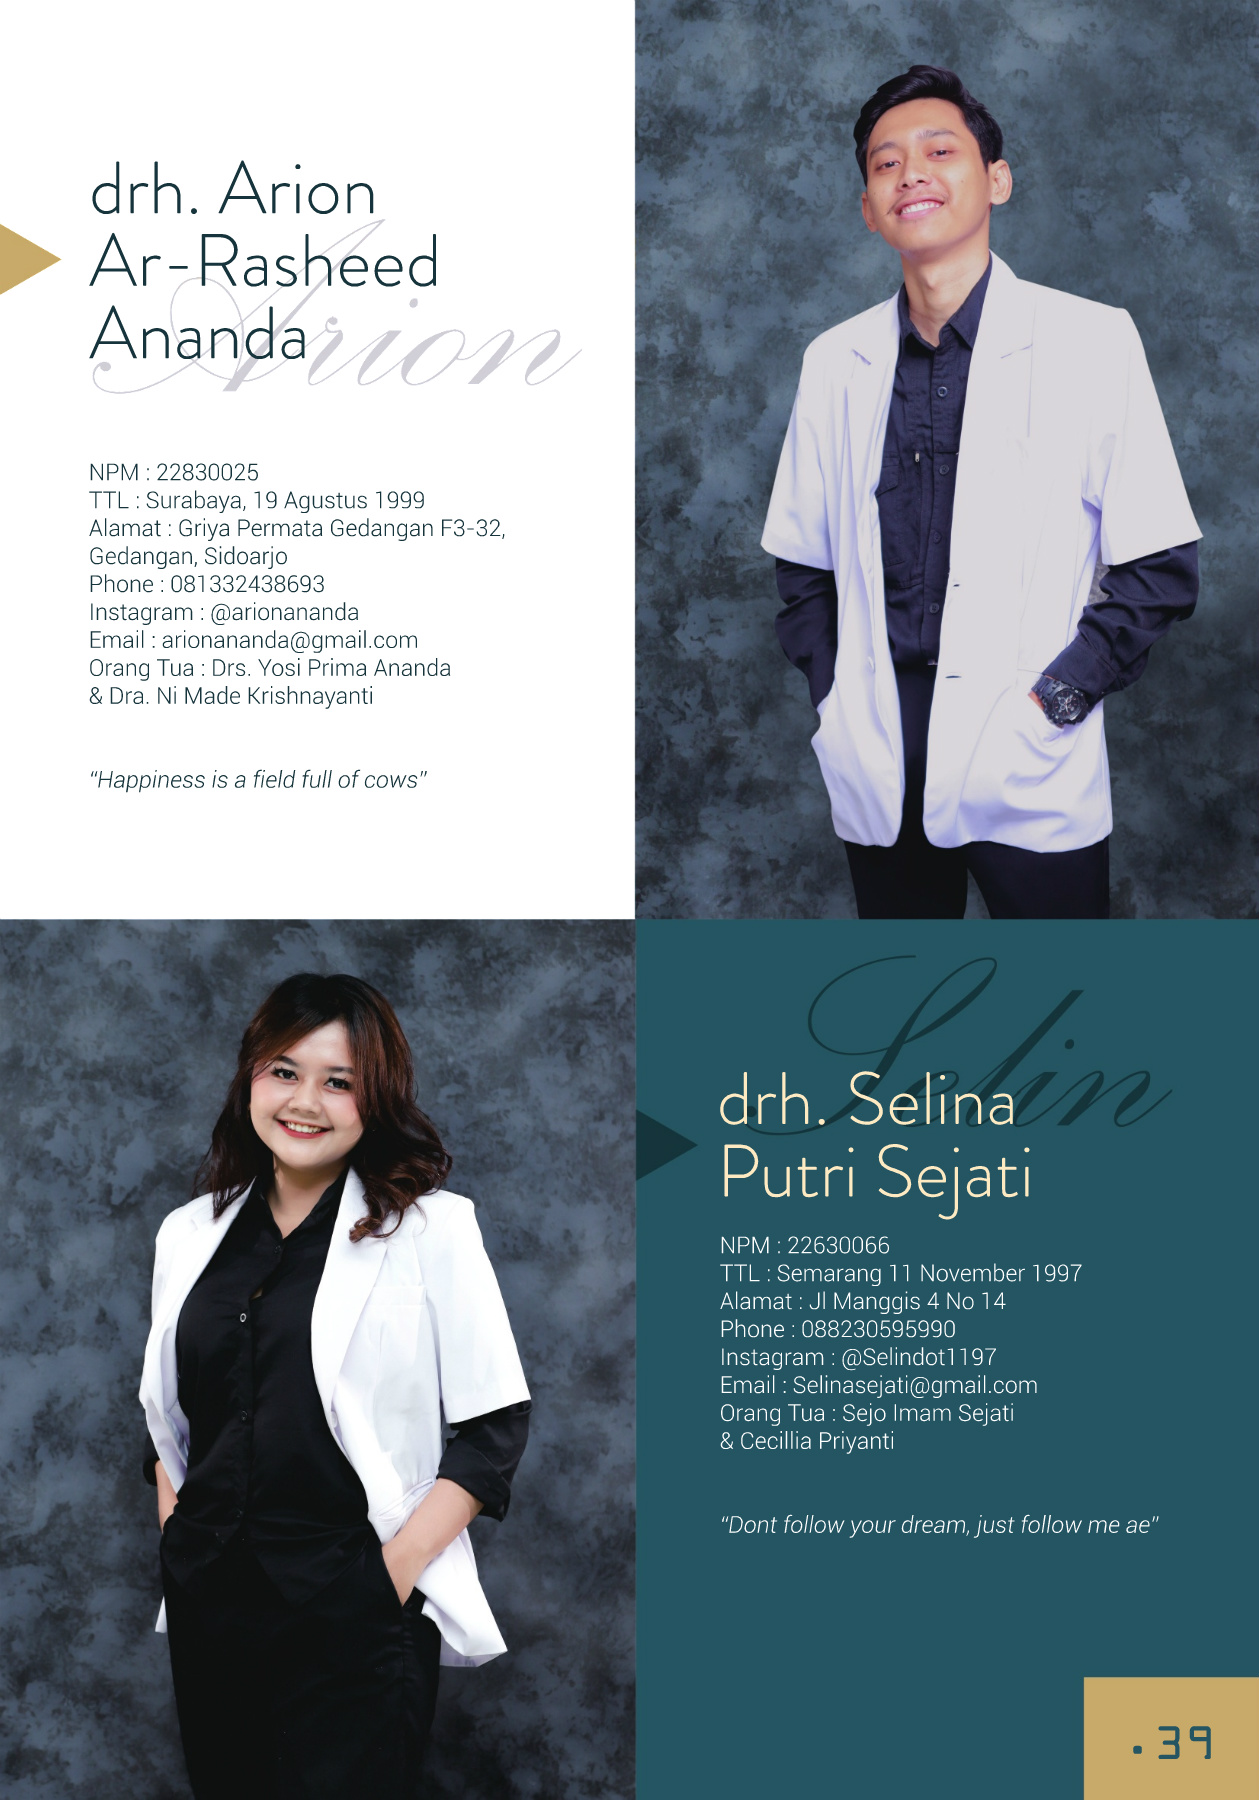 drh. Arion
Ar-Rasheed
Ananda
Arion
NPM : 22830025
TTL : Surabaya, 19 Agustus 1999
Alamat : Griya Permata Gedangan F3-32,
Gedangan, Sidoarjo
Phone : 081332438693
Instagram : @arionananda
Email : arionananda@gmail.com
Orang Tua : Drs. Yosi Prima Ananda
& Dra. Ni Made Krishnayanti
“Happiness is a field full of cows”
Selin
drh. Selina
Putri Sejati
NPM : 22630066
TTL : Semarang 11 November 1997
Alamat : Jl Manggis 4 No 14
Phone : 088230595990
Instagram : @Selindot1197
Email : Selinasejati@gmail.com
Orang Tua : Sejo Imam Sejati
& Cecillia Priyanti
“Dont follow your dream, just follow me ae”
. 39